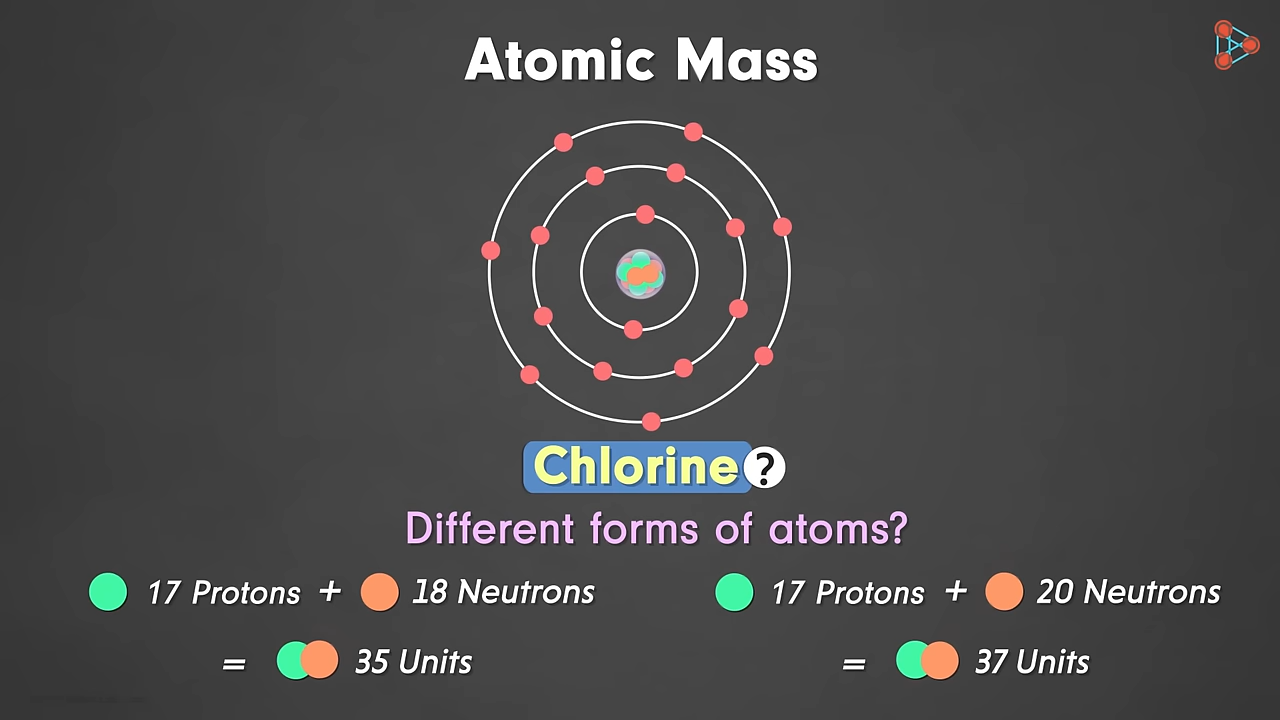 Atomic Mass
Chlorine ?
Different forms of atoms?
17 Protons + 18 Neutrons
= 35 Units
17 Protons + 20 Neutrons
= 37 Units